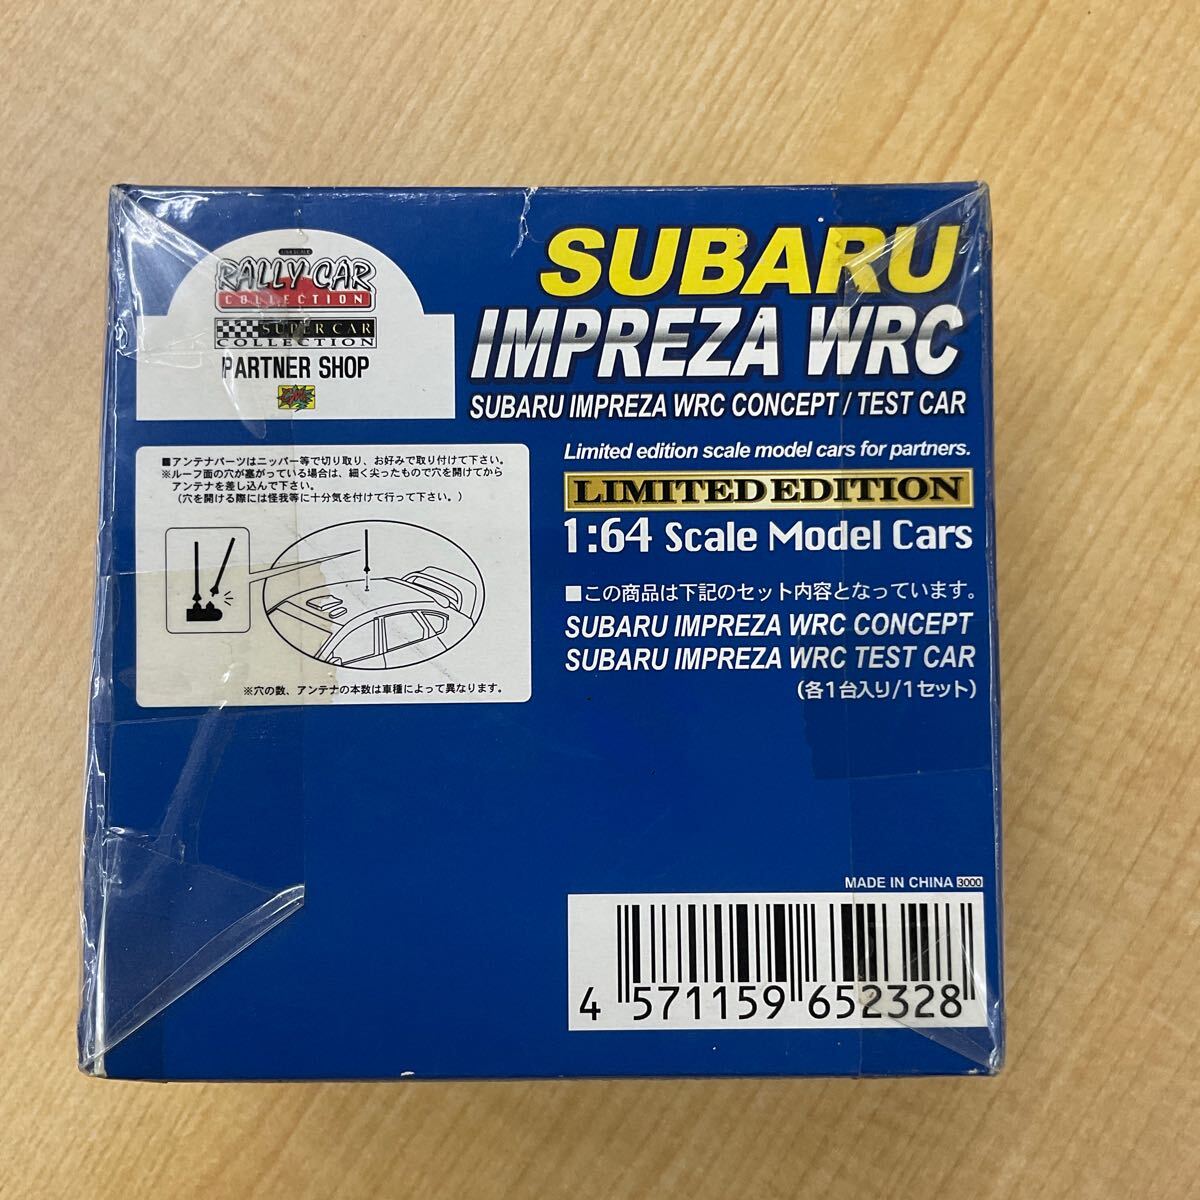 1/64 SCALE
RALLY CAR
COLLECTION
SUPER CAR
COLLECTION
PARTNER SHOP
SUBARU
IMPREZA WRC
SUBARU IMPREZA WRC CONCEPT / TEST CAR
Limited edition scale model cars for partners.
LIMITED EDITION
1:64 Scale Model Cars
■この商品は下記のセット内容となっています。
SUBARU IMPREZA WRC CONCEPT
SUBARU IMPREZA WRC TEST CAR
(各1台入り/1セット)
■アンテナパーツはニッパー等で切り取り、お好みで取り付けて下さい。
※ルーフ面の穴が塞がっている場合は、細く尖ったもので穴を開けてから
アンテナを差し込んで下さい。
(穴を開ける際には怪我等に十分気を付けて行って下さい。)
※穴の数、アンテナの本数は車種によって異なります。
MADE IN CHINA 3000
4 571159 652328